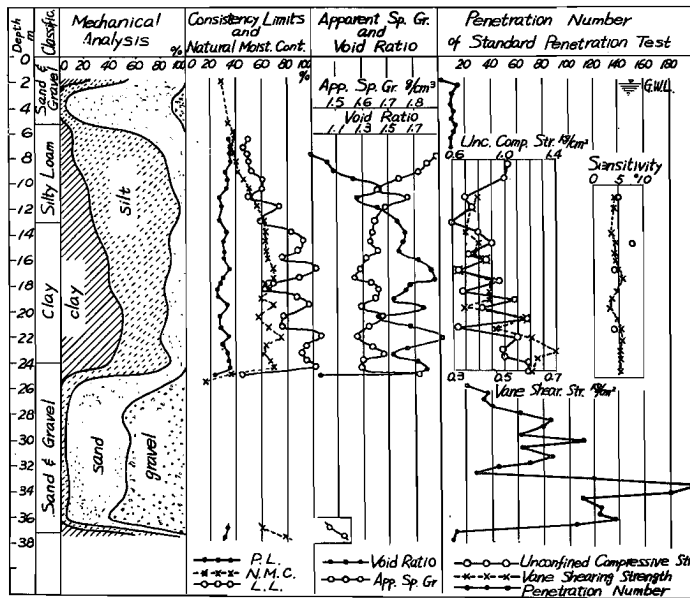 Depth m
Classific.
Mechanical Analysis
%
Consistency Limits and Natural Moist. Cont.
Apparent Sp. Gr. and Void Ratio
Penetration Number of Standard Penetration Test
0 50 100
20 40 60 80 100
%
0 20 40 60 80 100 120 140 160 180
App. Sp. Gr. g/cm³
1.5 1.6 1.7 1.8
Void Ratio
1.1 1.3 1.5 1.7
G.W.L.
Unc. Comp. Str. kg/cm²
0.6 1.0 1.4
Sensitivity
0 5 10
0
2
4
6
8
10
12
14
16
18
20
22
24
26
28
30
32
34
36
38
Sand & Gravel
Silty Loam
Clay
Sand & Gravel
silt
clay
sand
gravel
0.3 0.5 0.7
Vane Shear. Str. kg/cm²
P.L.
N.M.C.
L.L.
Void Ratio
App. Sp. Gr
Unconfined Compressive St
Vane Shearing Strength
Penetration Number